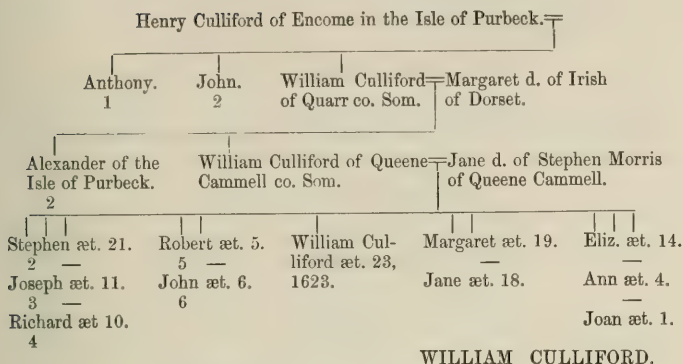 Henry Culliford of Encome in the Isle of Purbeck.
Anthony.
1
John.
2
William Culliford
of Quarr co. Som.
Margaret d. of Irish
of Dorset.
Alexander of the
Isle of Purbeck.
2
William Culliford of Queene
Cammell co. Som.
Jane d. of Stephen Morris
of Queene Cammell.
Stephen æt. 21.
2 —
Joseph æt. 11.
3 —
Richard æt 10.
4
Robert æt. 5.
5 —
John æt. 6.
6
William Cul-
liford æt. 23,
1623.
Margaret æt. 19.
—
Jane æt. 18.
Eliz. æt. 14.
—
Ann æt. 4.
—
Joan æt. 1.
WILLIAM CULLIFORD.